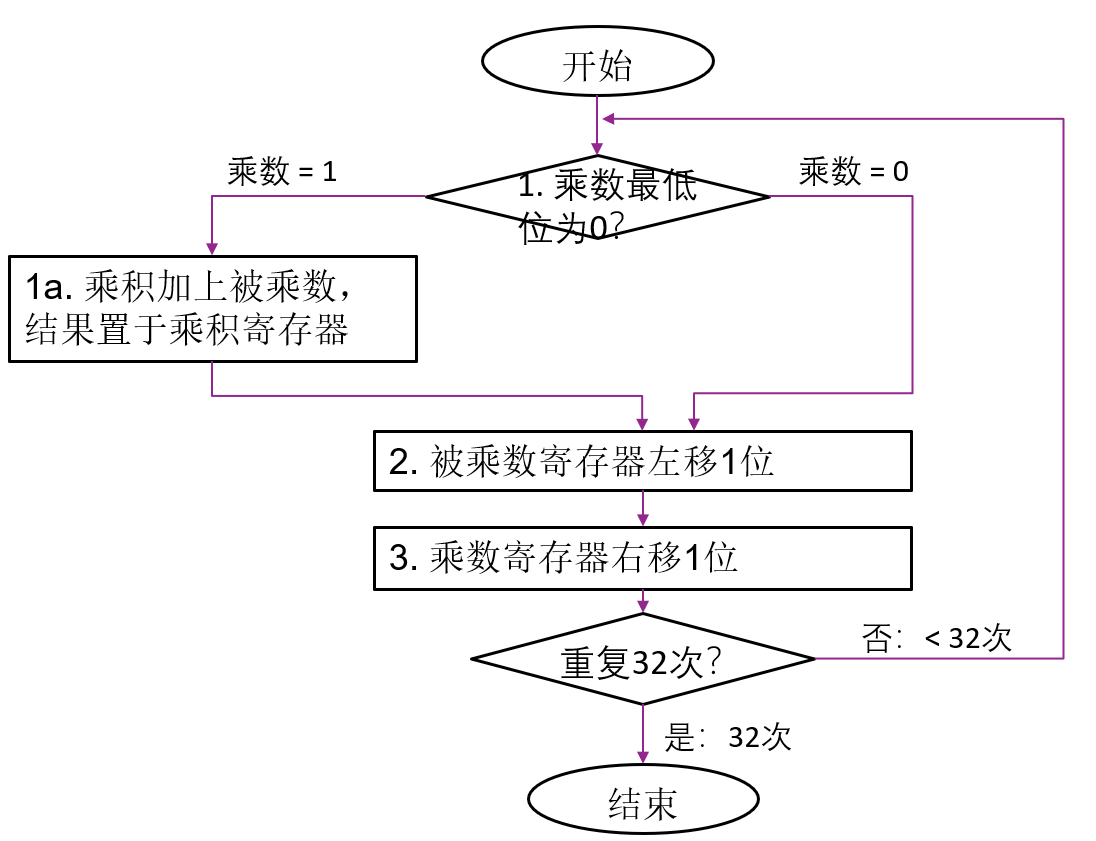 开始
乘数 = 1
乘数 = 0
1. 乘数最低
位为0？
1a. 乘积加上被乘数，
结果置于乘积寄存器
2. 被乘数寄存器左移1位
3. 乘数寄存器右移1位
重复32次？
否：< 32次
是：32次
结束